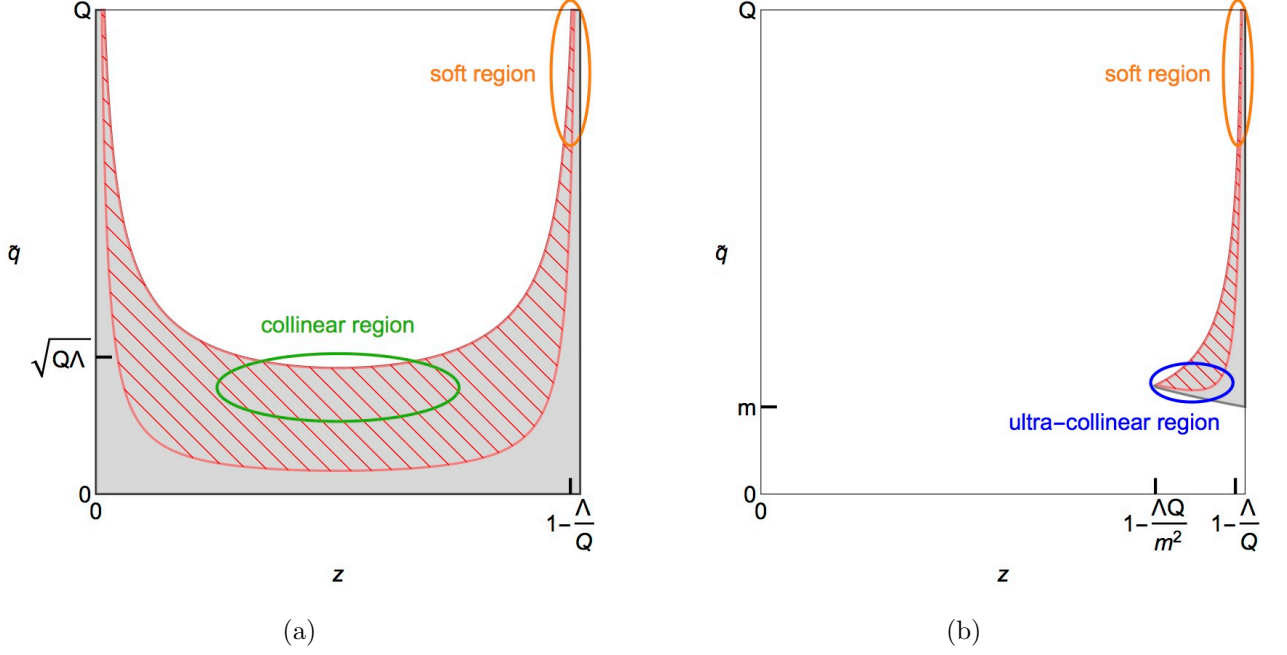 Q
soft region
collinear region
q̃
√QΛ
0
0
1-Λ/Q
z
(a)
Q
soft region
q̃
m
ultra-collinear region
0
0
1-ΛQ/m²
1-Λ/Q
z
(b)